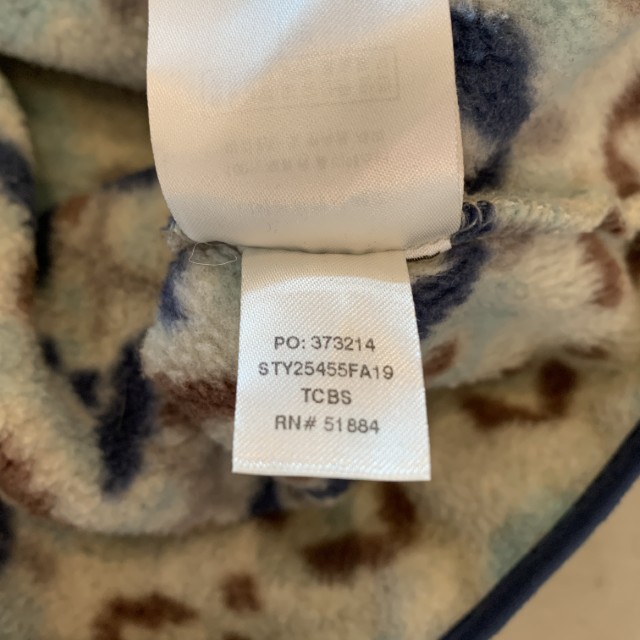 PO: 373214
STY25455FA19
TCBS
RN# 51884